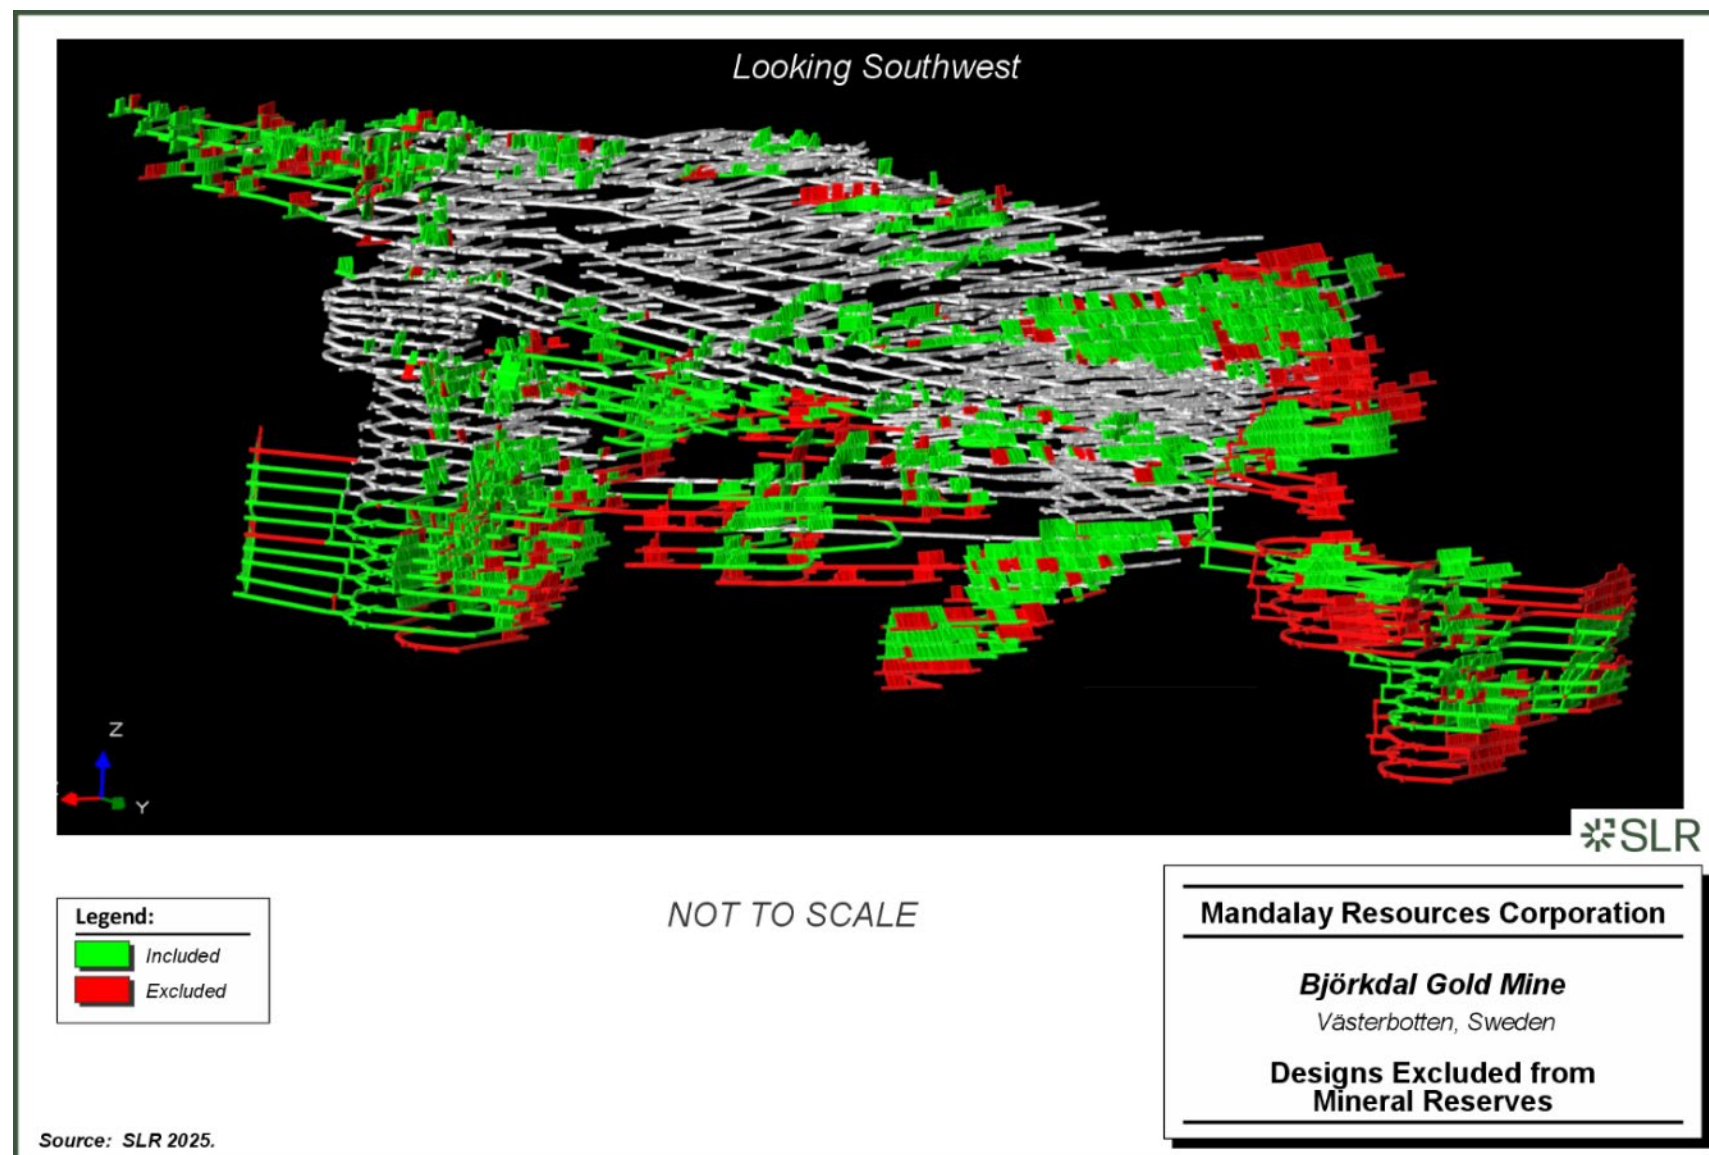 Looking Southwest
Z
Y
SLR
Legend:
Included
Excluded
NOT TO SCALE
Mandalay Resources Corporation
Björkdal Gold Mine
Västerbotten, Sweden
Designs Excluded from
Mineral Reserves
Source: SLR 2025.